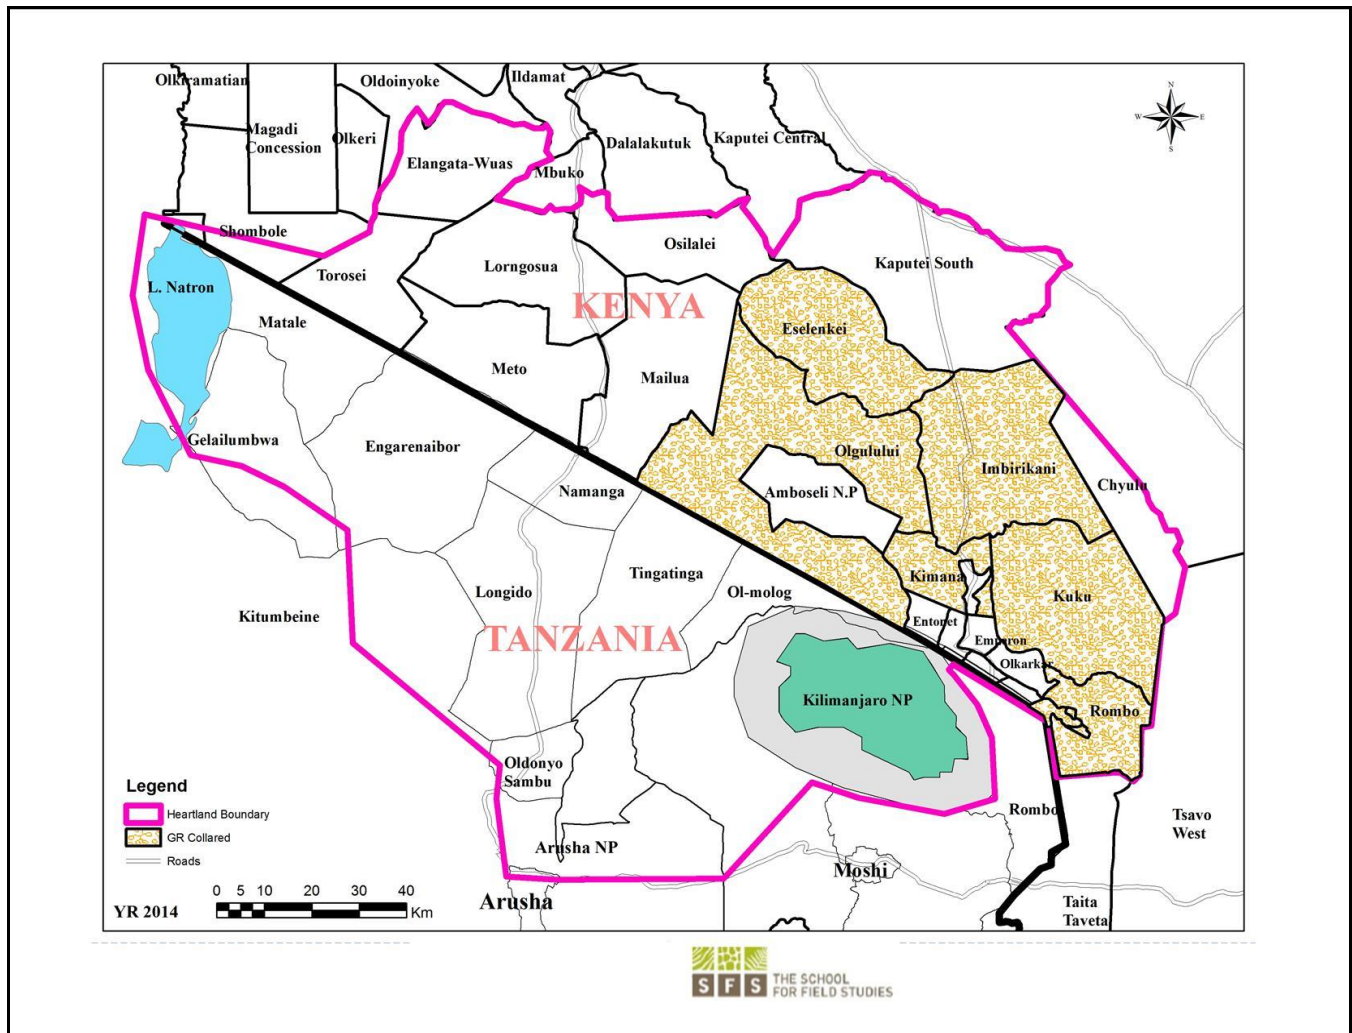 Olkiramatian
Oldoinyoke
Ildamat
N
W
E
S
Magadi
Concession
Olkeri
Elangata-Wuas
Mbuko
Dalalakutuk
Kaputei Central
Shombole
Torosei
Lorngosua
Osilalei
Kaputei South
L. Natron
Matale
KENYA
Eselenkei
Meto
Mailua
Gelailumbwa
Engarenaibor
Olgululului
Imbirikani
Namanga
Amboseli N.P
Chyulu
Kitumbeine
Longido
Tingatinga
Ol-molog
Kimana
Kuku
Entonet
TANZANIA
Emperon
Olkarkar
Kilimanjaro NP
Rombo
Oldonyo
Sambu
Legend
Heartland Boundary
GR Collared
Roads
Arusha NP
Rombo
Tsavo
West
Moshi
0 5 10 20 30 40
Km
YR 2014
Arusha
Taita
Taveta
SFS
THE SCHOOL
FOR FIELD STUDIES